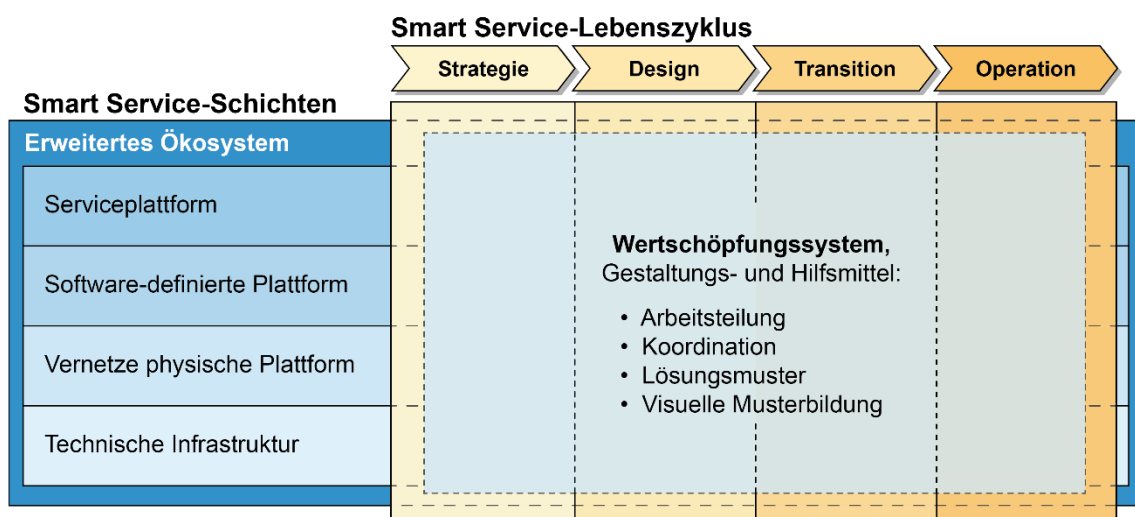 Smart Service-Lebenszyklus
Strategie
Design
Transition
Operation
Smart Service-Schichten
Erweitertes Ökosystem
Serviceplattform
Software-definierte Plattform
Vernetze physische Plattform
Technische Infrastruktur
Wertschöpfungssystem,
Gestaltungs- und Hilfsmittel:
• Arbeitsteilung
• Koordination
• Lösungsmuster
• Visuelle Musterbildung